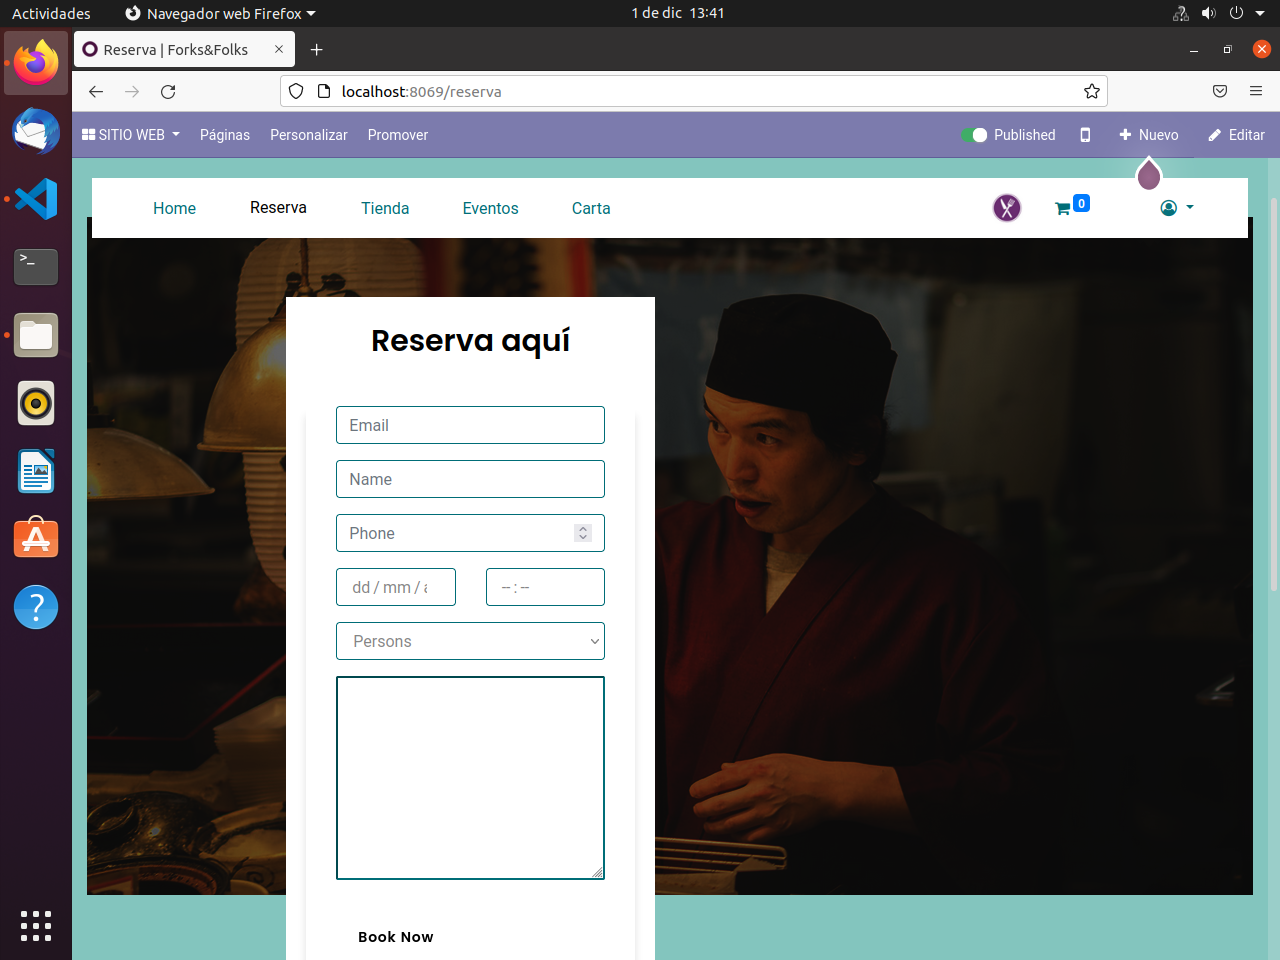 Actividades
Navegador web Firefox
1 de dic 13:41
Reserva | Forks&Folks
localhost:8069/reserva
SITIO WEB
Páginas
Personalizar
Promover
Published
Nuevo
Editar
Home
Reserva
Tienda
Eventos
Carta
0
Reserva aquí
Email
Name
Phone
dd / mm / a
-- : --
Persons
Book Now